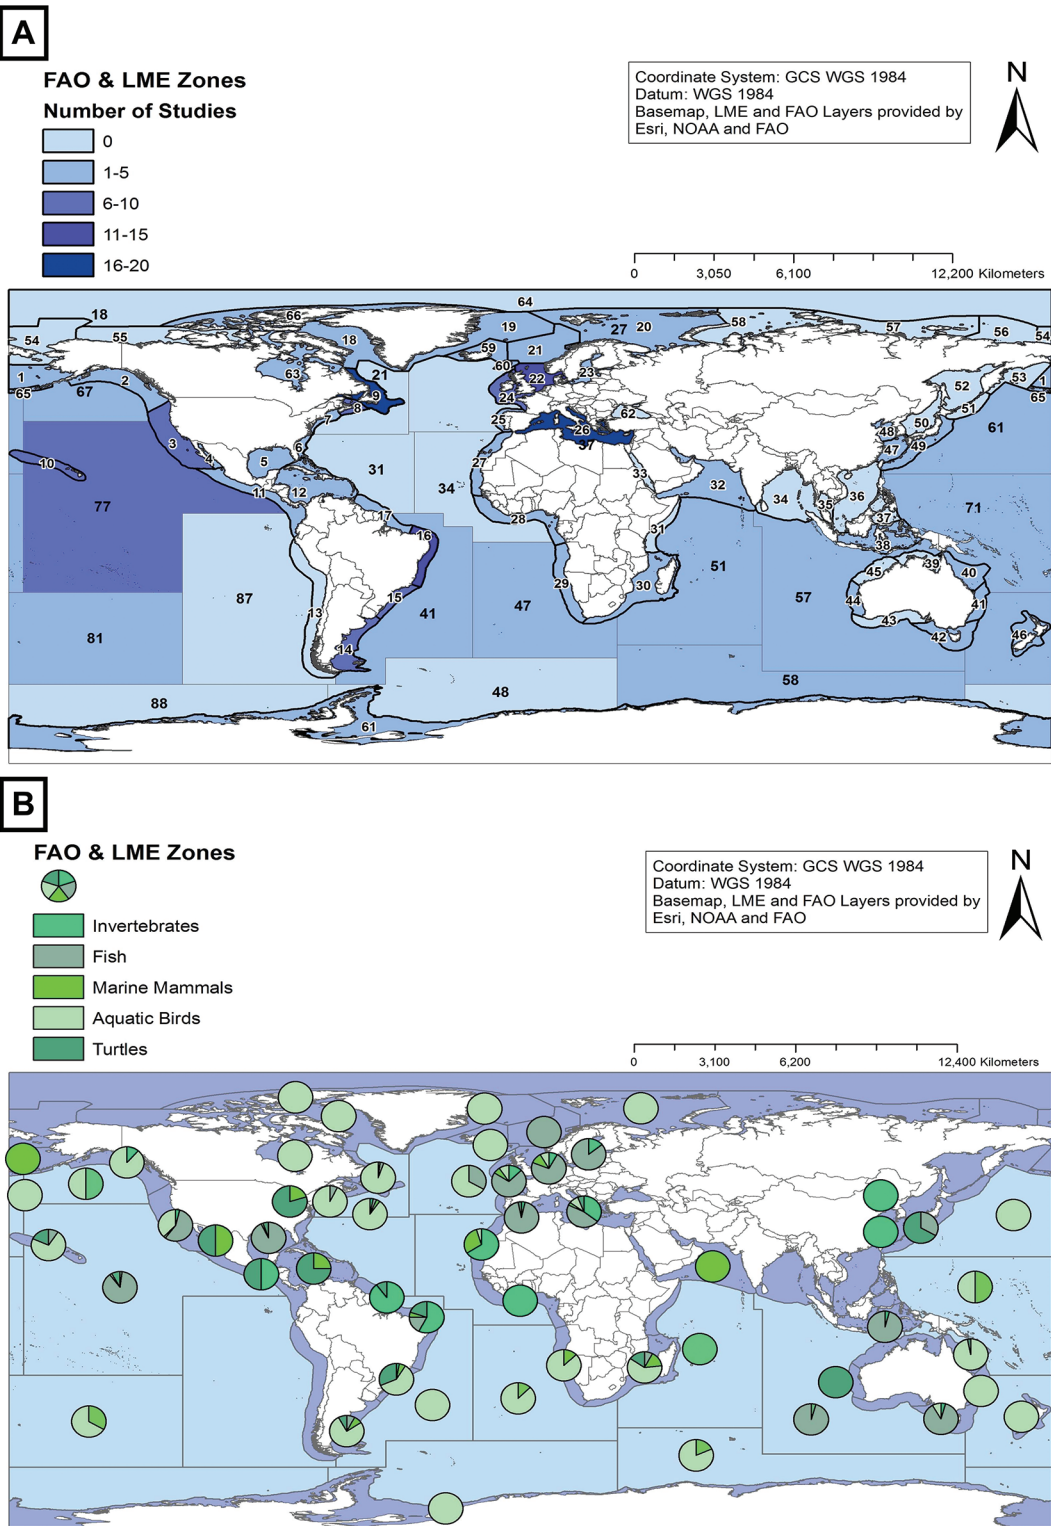 A
FAO & LME Zones
Number of Studies
0
1-5
6-10
11-15
16-20
Coordinate System: GCS WGS 1984
Datum: WGS 1984
Basemap, LME and FAO Layers provided by
Esri, NOAA and FAO
N
0 3,050 6,100 12,200 Kilometers
64
18 66 19 27 20 58 57 56 54
54 55 18 59 21
1 2 63 21 60 22 23 52 53 1
65 67 9 24 51 65
3 7 8 25 26 62 48 50 61
4 6 37 47 49
10 5 31 27 33 32 34 36
77 11 12 34 35 71
17 28 37
16 31 38
51 45 39 40
87 13 15 29 30 57 44 41
81 41 47 43 42 46
14
88 48 58
61
B
FAO & LME Zones
Invertebrates
Fish
Marine Mammals
Aquatic Birds
Turtles
Coordinate System: GCS WGS 1984
Datum: WGS 1984
Basemap, LME and FAO Layers provided by
Esri, NOAA and FAO
N
0 3,100 6,200 12,400 Kilometers